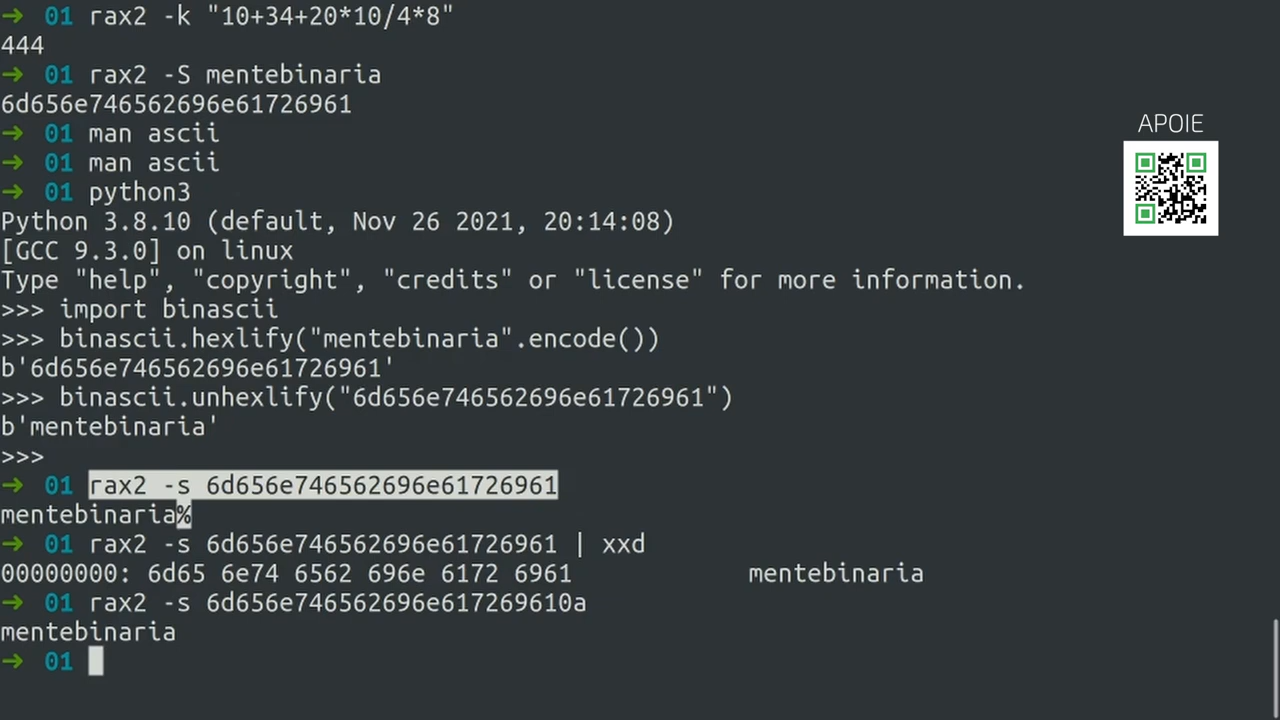 → 01 rax2 -k "10+34+20*10/4*8"
444
→ 01 rax2 -S mentebinaria
6d656e746562696e61726961
→ 01 man ascii
→ 01 man ascii
→ 01 python3
Python 3.8.10 (default, Nov 26 2021, 20:14:08)
[GCC 9.3.0] on linux
Type "help", "copyright", "credits" or "license" for more information.
>>> import binascii
>>> binascii.hexlify("mentebinaria".encode())
b'6d656e746562696e61726961'
>>> binascii.unhexlify("6d656e746562696e61726961")
b'mentebinaria'
>>>
→ 01 rax2 -s 6d656e746562696e61726961
mentebinaria%
→ 01 rax2 -s 6d656e746562696e61726961 | xxd
00000000: 6d65 6e74 6562 696e 6172 6961 mentebinaria
→ 01 rax2 -s 6d656e746562696e617269610a
mentebinaria
→ 01
APOIE